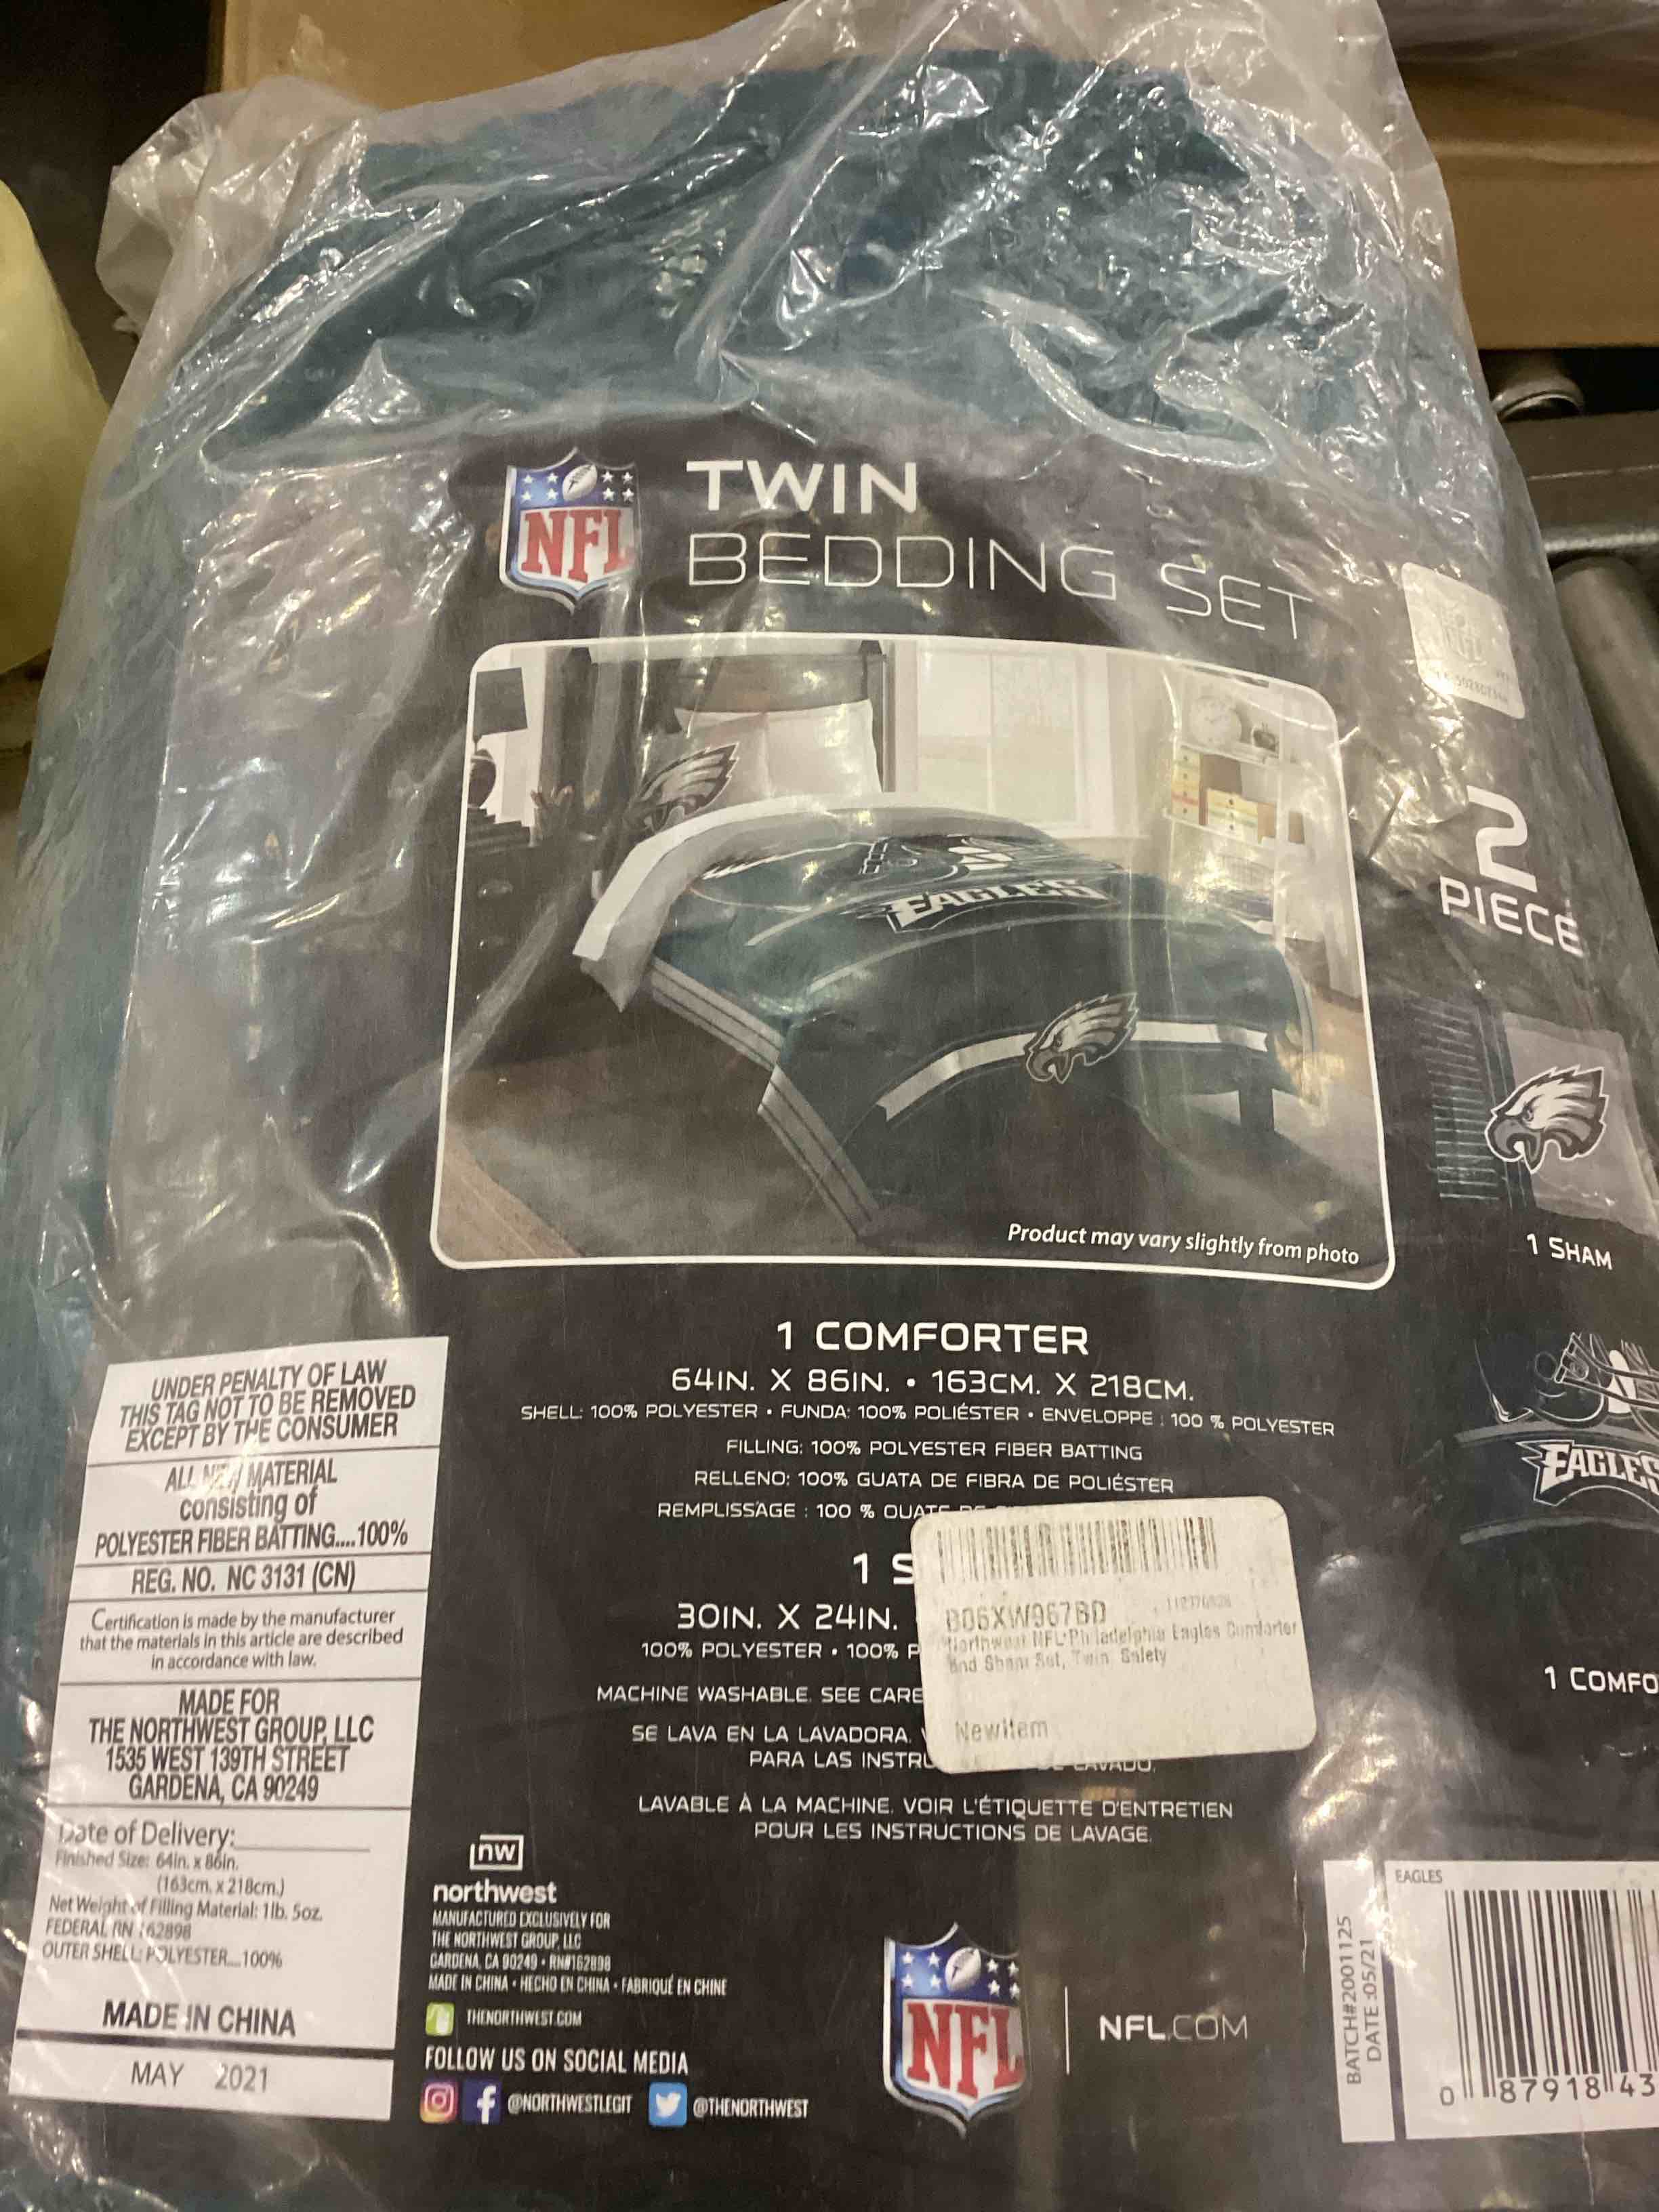 NFL
TWIN
BEDDING SET
2
PIECE
EAGLES
Product may vary slightly from photo
1 SHAM
1 COMFORTER
64IN. X 86IN. • 163CM. X 218CM.
SHELL: 100% POLYESTER • FUNDA: 100% POLIÉSTER • ENVELOPPE : 100 % POLYESTER
FILLING: 100% POLYESTER FIBER BATTING
RELLENO: 100% GUATA DE FIBRA DE POLIÉSTER
REMPLISSAGE : 100 %
EAGLES
1 S
30IN. X 24IN.
100% POLYESTER • 100% P
MACHINE WASHABLE. SEE CARE
SE LAVA EN LA LAVADORA.
PARA LAS INSTRU
LAVADO.
LAVABLE À LA MACHINE. VOIR L'ÉTIQUETTE D'ENTRETIEN
POUR LES INSTRUCTIONS DE LAVAGE.
B06XW967BD
Northwest NFL Philadelphia Eagles Comforter
and Sham Set, Twin, Safety
NewItem
1 COMFO
UNDER PENALTY OF LAW
THIS TAG NOT TO BE REMOVED
EXCEPT BY THE CONSUMER
ALL NEW MATERIAL
consisting of
POLYESTER FIBER BATTING....100%
REG. NO. NC 3131 (CN)
Certification is made by the manufacturer
that the materials in this article are described
in accordance with law.
MADE FOR
THE NORTHWEST GROUP, LLC
1535 WEST 139TH STREET
GARDENA, CA 90249
Date of Delivery:
Finished Size: 64in. x 86in.
(163cm. x 218cm.)
Net Weight of Filling Material: 1lb. 5oz.
FEDERAL RN 162898
OUTER SHELL: POLYESTER....100%
MADE IN CHINA
MAY 2021
nw
northwest
MANUFACTURED EXCLUSIVELY FOR
THE NORTHWEST GROUP, LLC
GARDENA, CA 90249 • RN#162898
MADE IN CHINA • HECHO EN CHINA • FABRIQUÉ EN CHINE
THENORTHWEST.COM
FOLLOW US ON SOCIAL MEDIA
@NORTHWESTLEGIT
@THENORTHWEST
NFL
NFL.COM
BATCH#2001125
DATE:05/21
EAGLES
0 87918 43